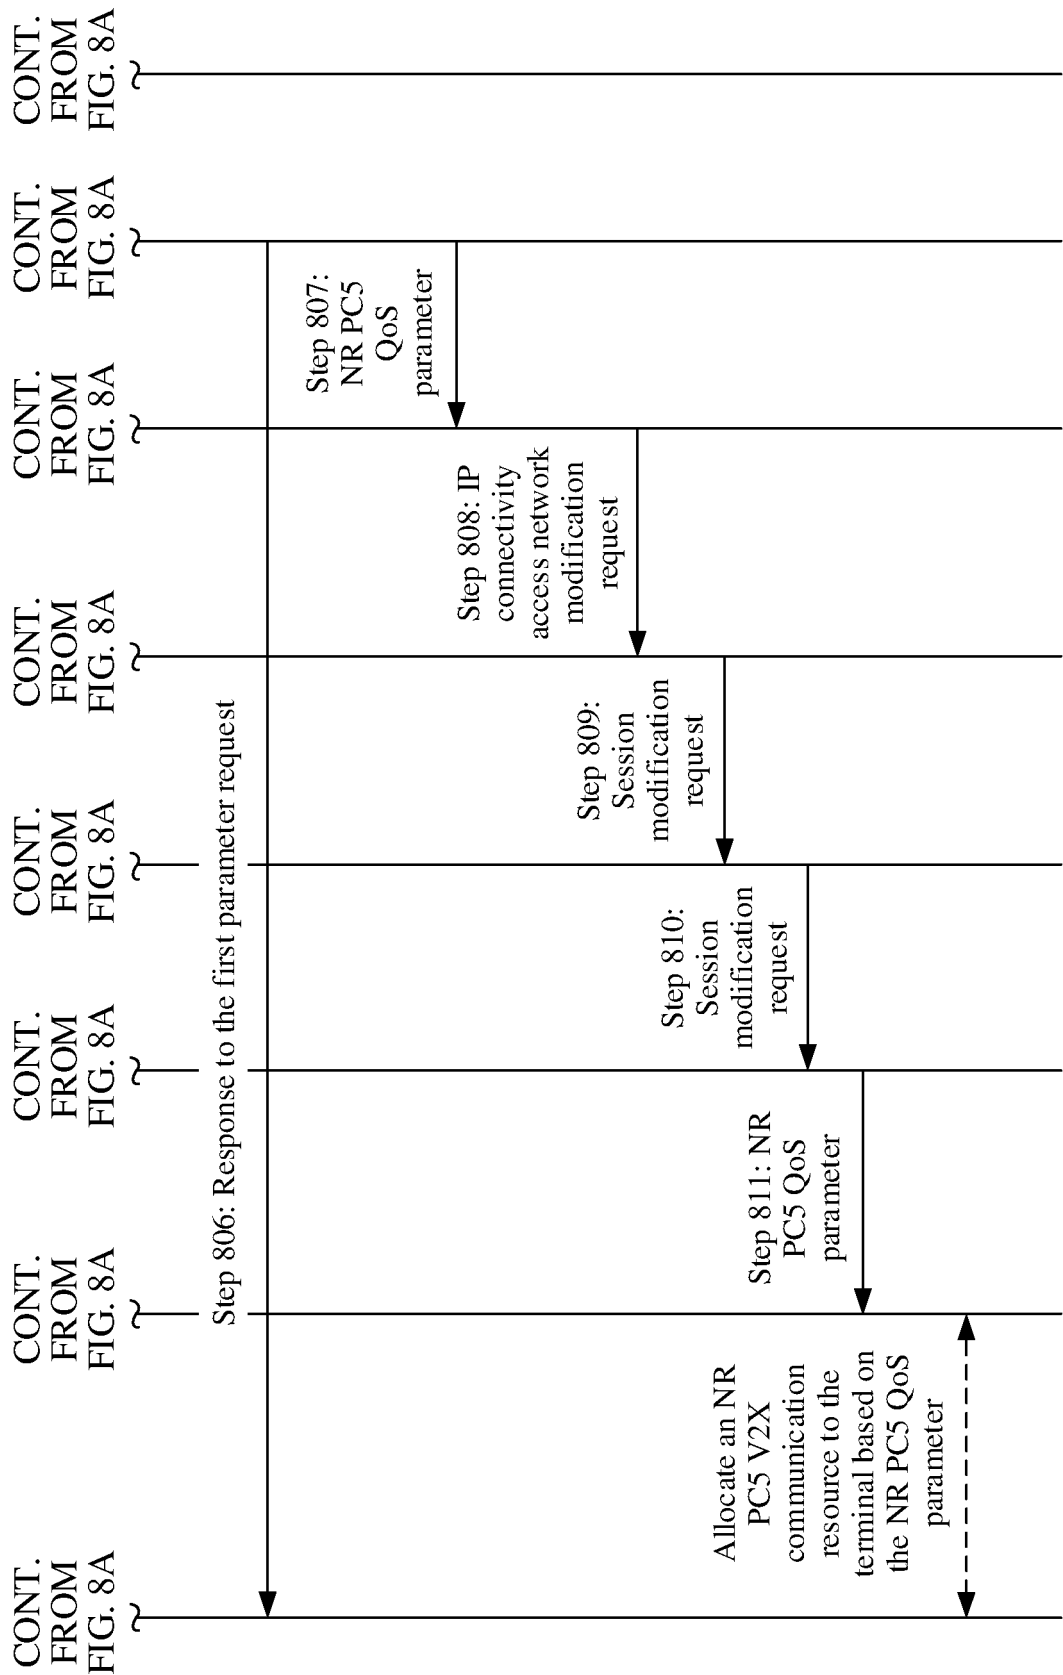 CONT.
FROM
FIG. 8A
CONT.
FROM
FIG. 8A
CONT.
FROM
FIG. 8A
CONT.
FROM
FIG. 8A
CONT.
FROM
FIG. 8A
CONT.
FROM
FIG. 8A
CONT.
FROM
FIG. 8A
CONT.
FROM
FIG. 8A
Step 806: Response to the first parameter request
Step 807:
NR PC5
QoS
parameter
Step 808: IP
connectivity
access network
modification
request
Step 809:
Session
modification
request
Step 810:
Session
modification
request
Step 811: NR
PC5 QoS
parameter
Allocate an NR
PC5 V2X
communication
resource to the
terminal based on
the NR PC5 QoS
parameter